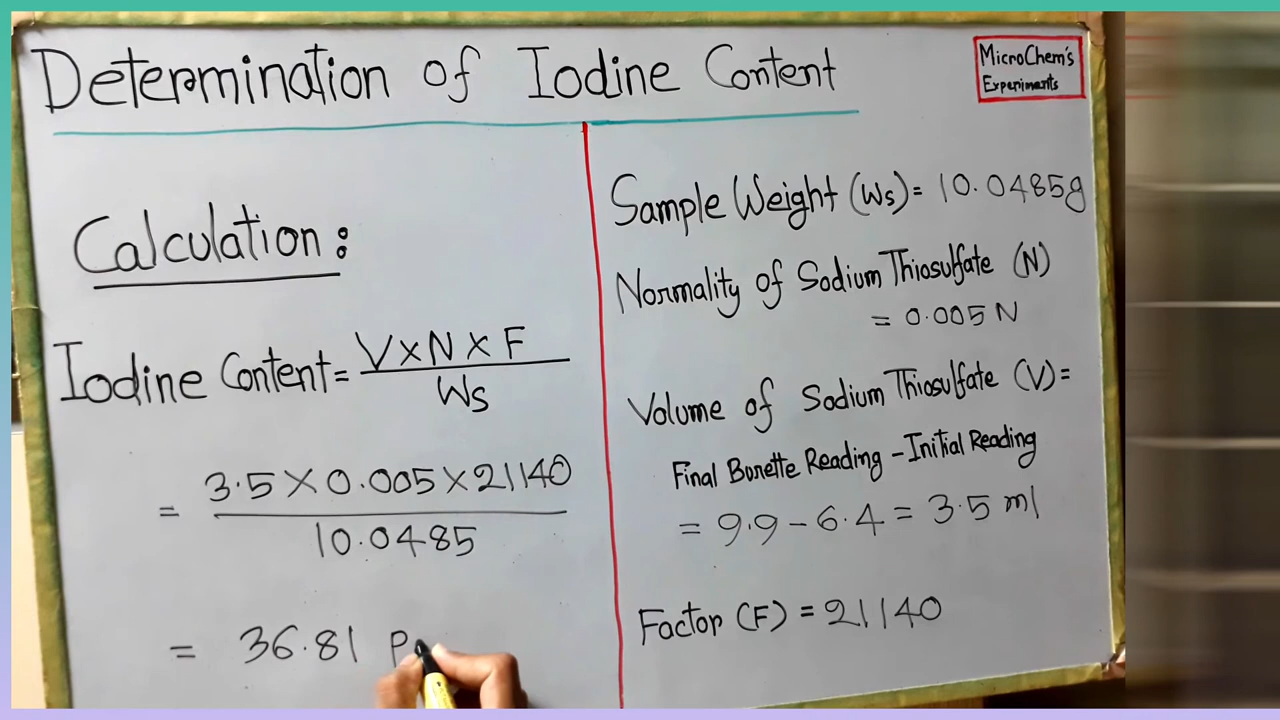 Determination of Iodine Content
MicroChem's
Experiments
Calculation:
Iodine Content = V×N×F
Ws
= 3.5×0.005×21140
10.0485
= 36.81 P
Sample Weight (Ws) = 10.0485g
Normality of Sodium Thiosulfate (N)
= 0.005 N
Volume of Sodium Thiosulfate (V) =
Final Burette Reading - Initial Reading
= 9.9 - 6.4 = 3.5 ml
Factor (F) = 21140